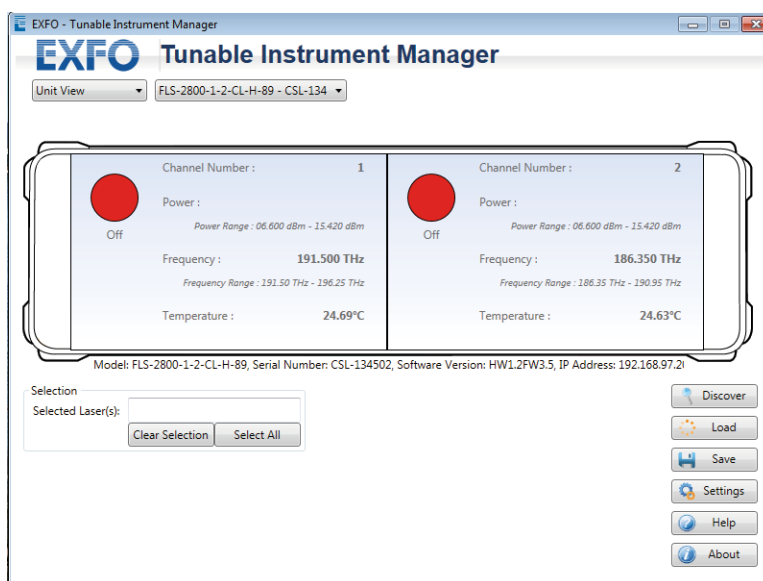 EXFO - Tunable Instrument Manager
EXFO Tunable Instrument Manager
Unit View FLS-2800-1-2-CL-H-89 - CSL-134
Channel Number : 1
Power :
Power Range : 06.600 dBm - 15.420 dBm
Off
Frequency : 191.500 THz
Frequency Range : 191.50 THz - 196.25 THz
Temperature : 24.69°C
Channel Number : 2
Power :
Power Range : 06.600 dBm - 15.420 dBm
Off
Frequency : 186.350 THz
Frequency Range : 186.35 THz - 190.95 THz
Temperature : 24.63°C
Model: FLS-2800-1-2-CL-H-89, Serial Number: CSL-134502, Software Version: HW1.2FW3.5, IP Address: 192.168.97.2
Selection
Selected Laser(s):
Clear Selection Select All
Discover
Load
Save
Settings
Help
About